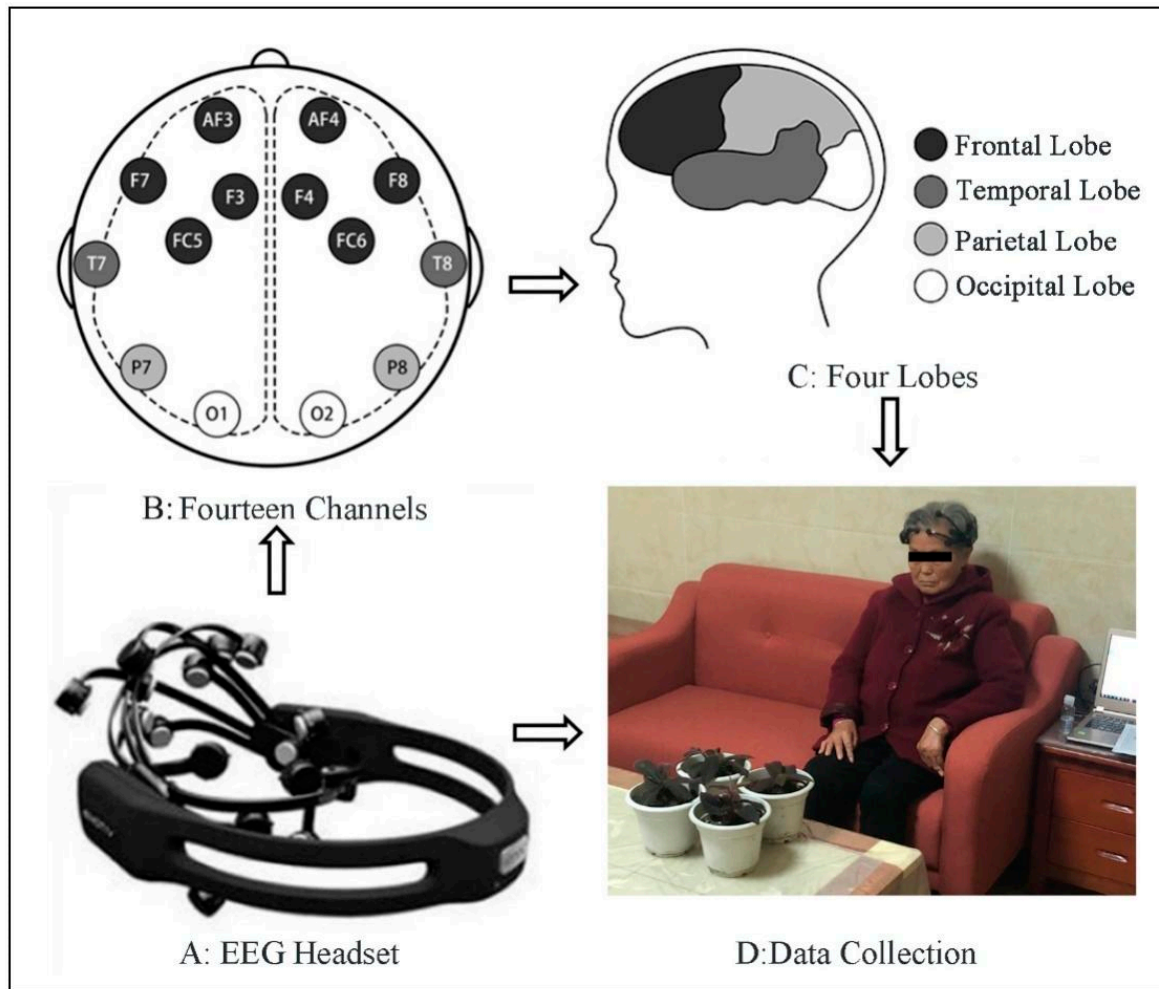 AF3 AF4
F7 F3 F4 F8
FC5 FC6
T7 T8
P7 P8
O1 O2
B: Fourteen Channels
Frontal Lobe
Temporal Lobe
Parietal Lobe
Occipital Lobe
C: Four Lobes
A: EEG Headset
D:Data Collection